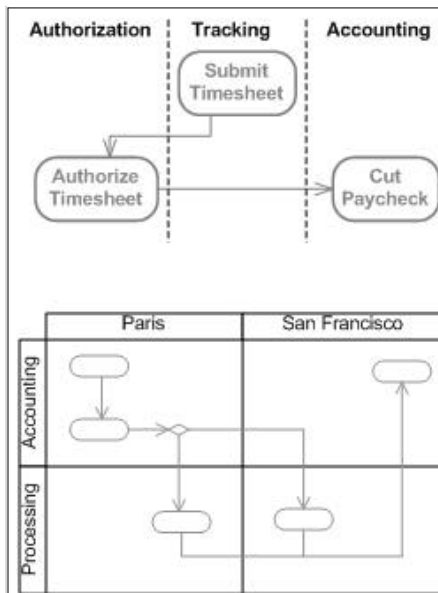 Authorization Tracking Accounting
Submit
Timesheet
Authorize
Timesheet
Cut
Paycheck
Paris San Francisco
Accounting
Processing